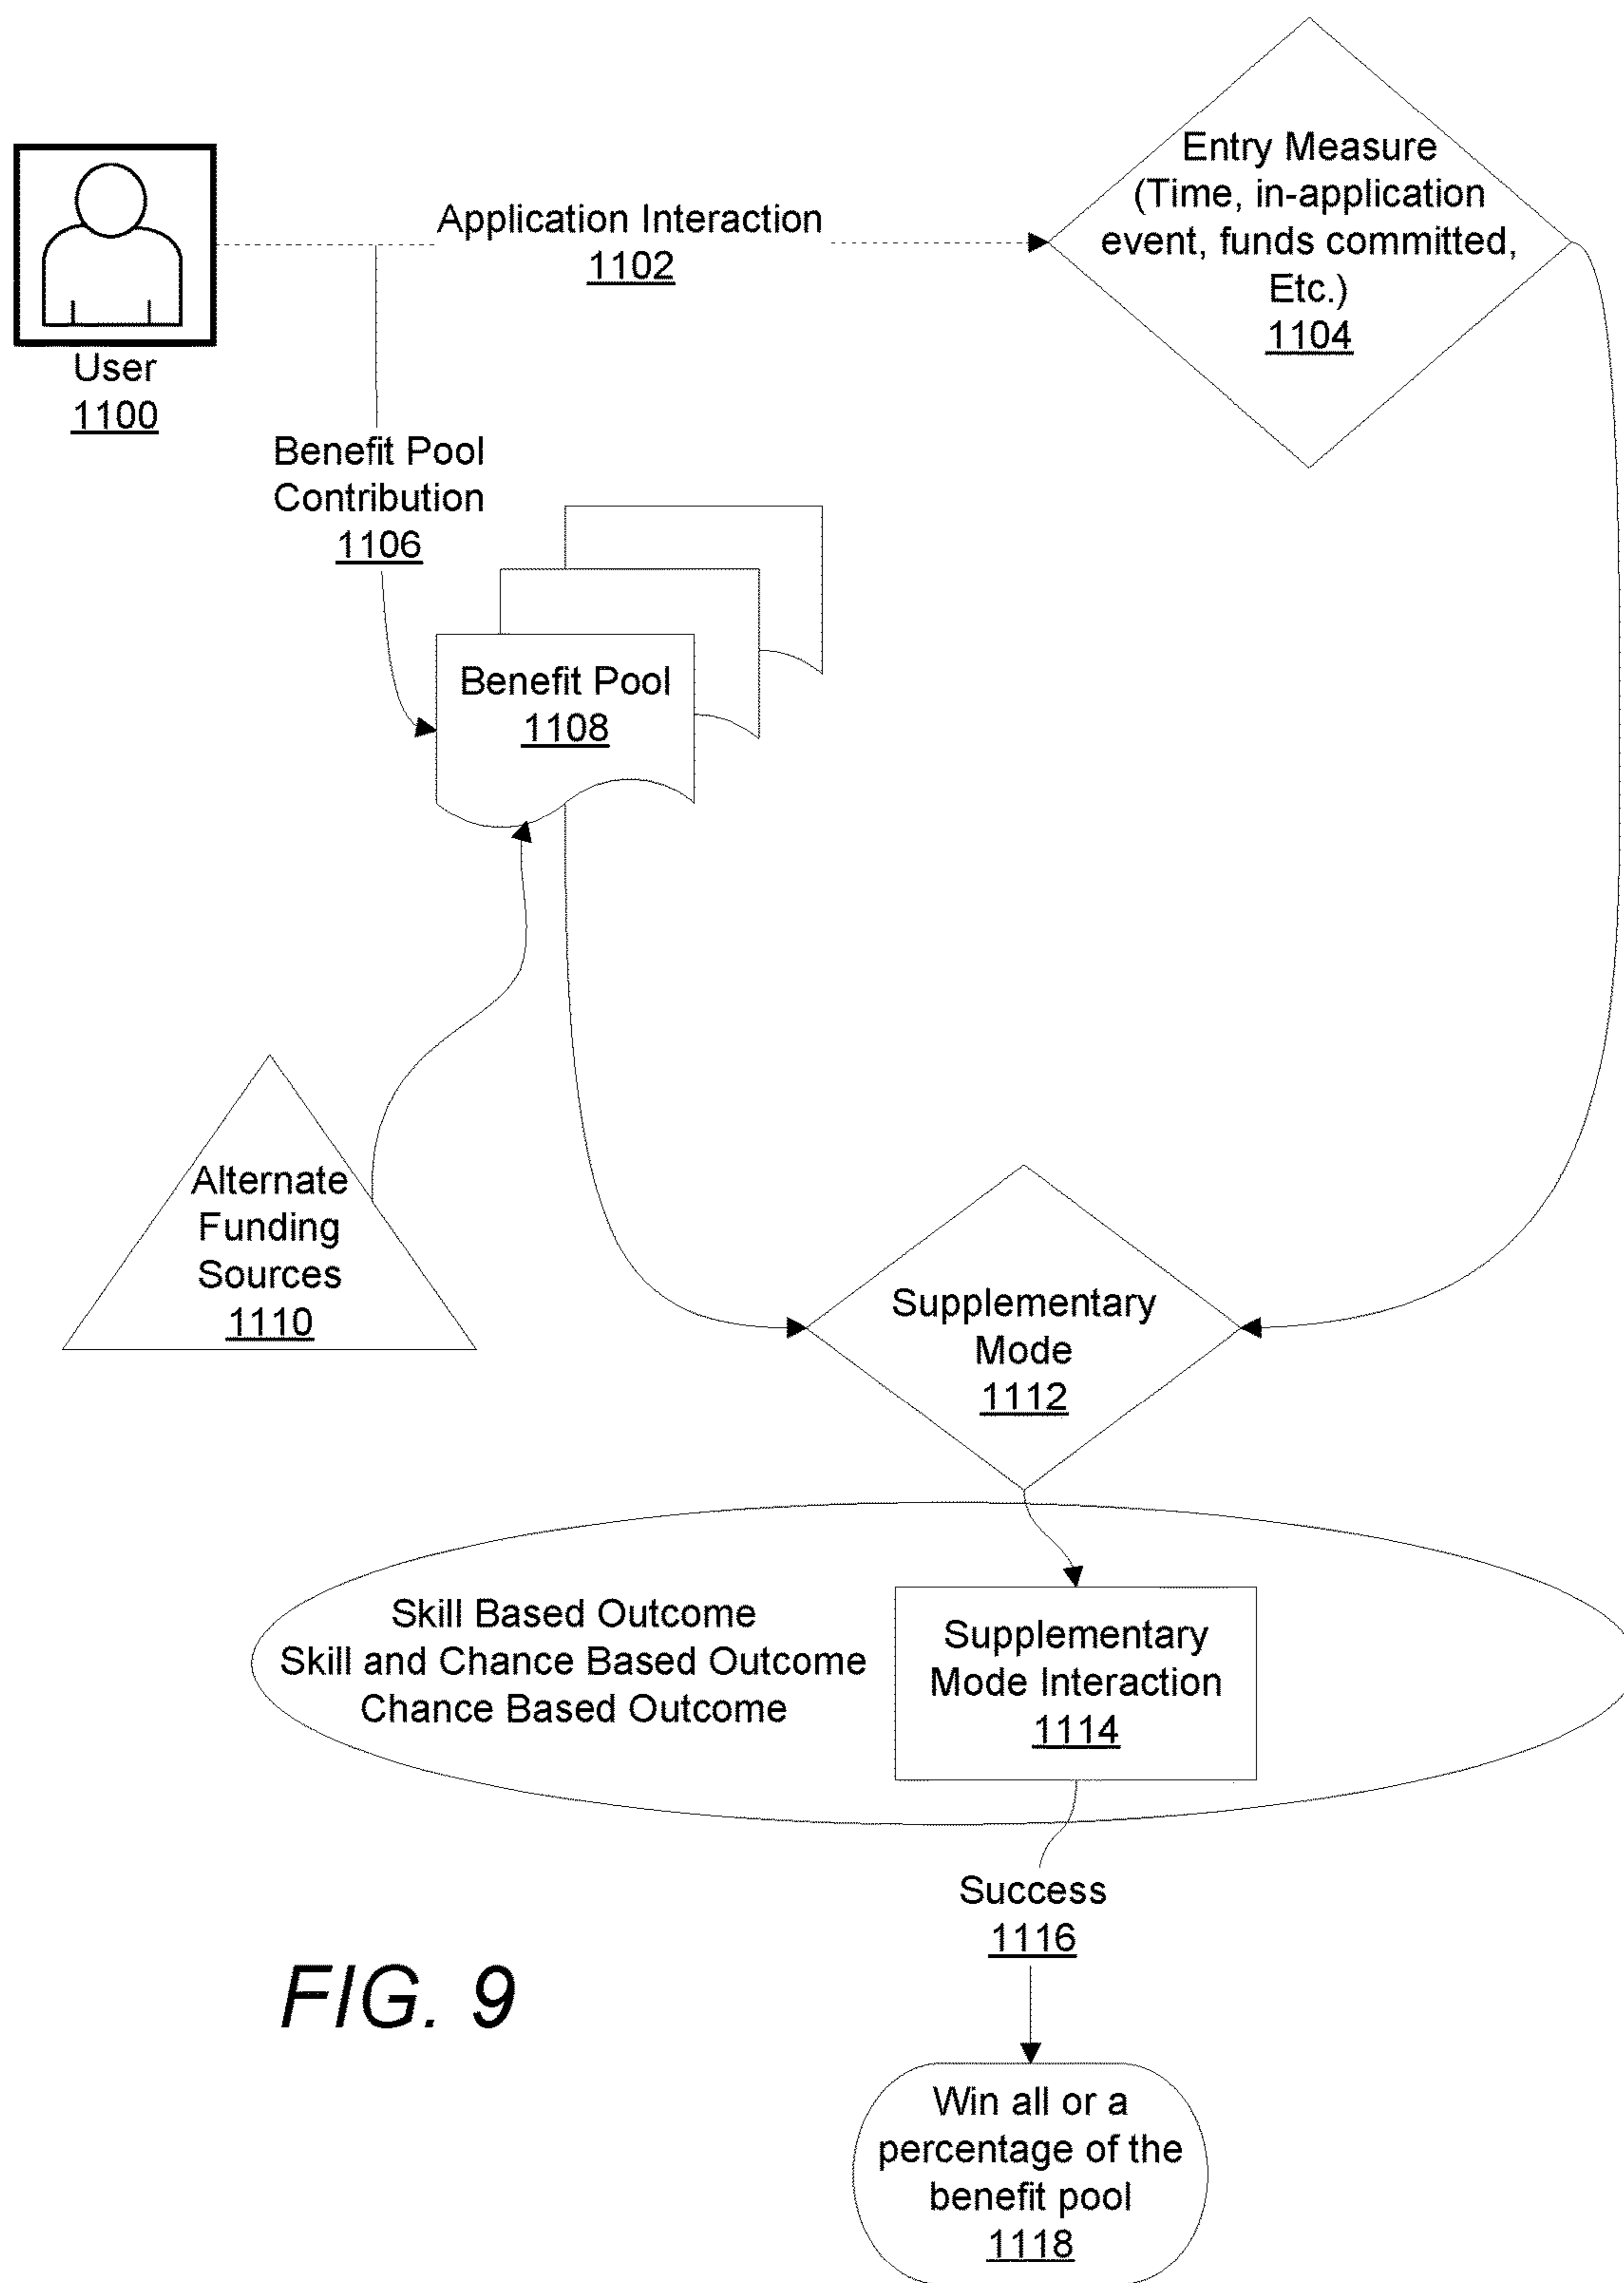 Entry Measure
(Time, in-application
event, funds committed,
Etc.)
1104
Application Interaction
1102
User
1100
Benefit Pool
Contribution
1106
Benefit Pool
1108
Alternate
Funding
Sources
1110
Supplementary
Mode
1112
Skill Based Outcome
Skill and Chance Based Outcome
Chance Based Outcome
Supplementary
Mode Interaction
1114
Success
1116
FIG. 9
Win all or a
percentage of the
benefit pool
1118